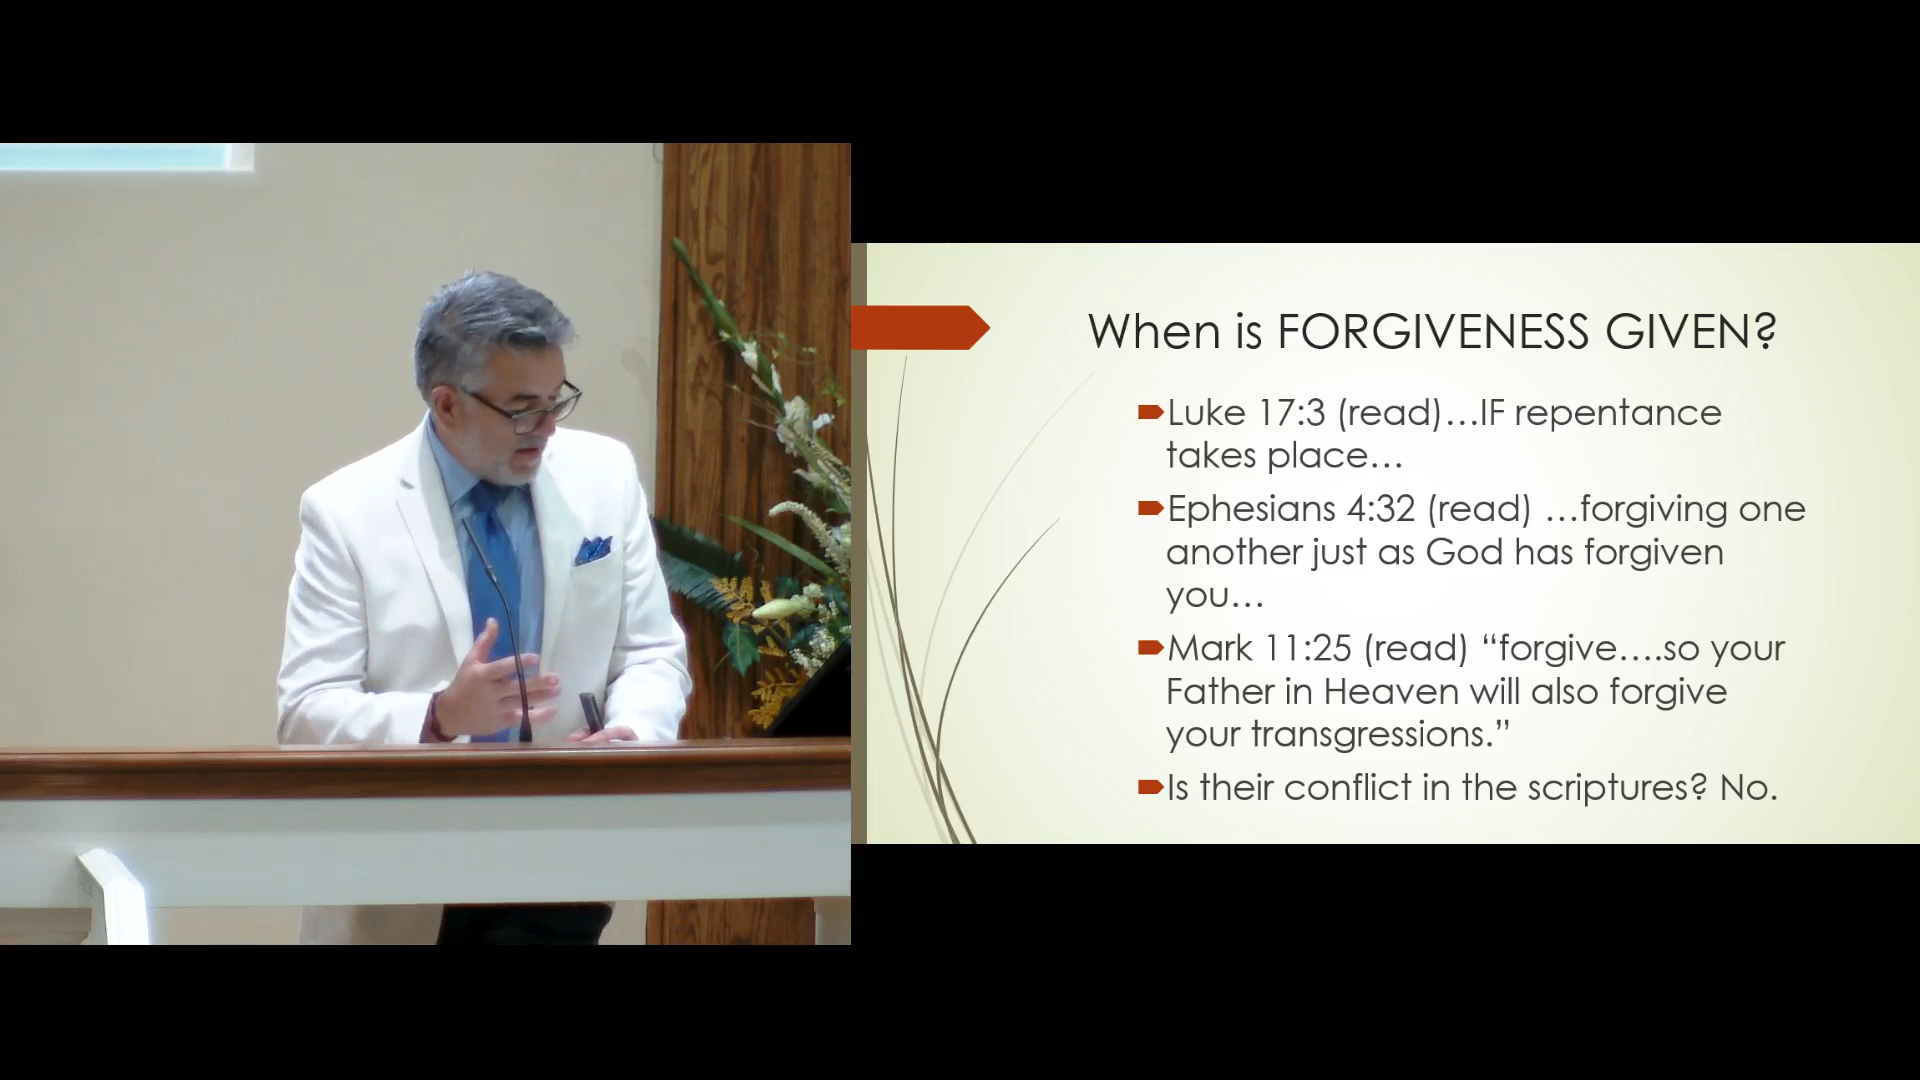 When is FORGIVENESS GIVEN?
Luke 17:3 (read)…IF repentance
takes place…
Ephesians 4:32 (read) …forgiving one
another just as God has forgiven
you…
Mark 11:25 (read) “forgive….so your
Father in Heaven will also forgive
your transgressions.”
Is their conflict in the scriptures? No.